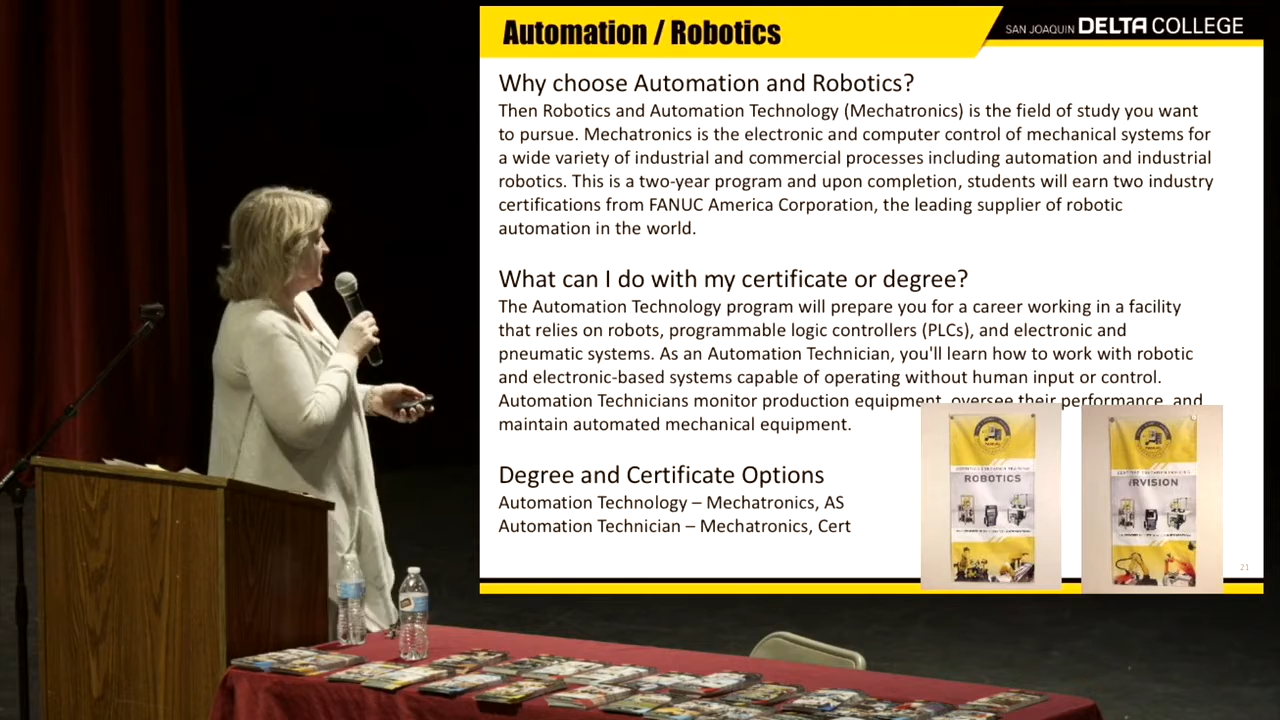 Automation / Robotics
SAN JOAQUIN DELTA COLLEGE
Why choose Automation and Robotics?
Then Robotics and Automation Technology (Mechatronics) is the field of study you want
to pursue. Mechatronics is the electronic and computer control of mechanical systems for
a wide variety of industrial and commercial processes including automation and industrial
robotics. This is a two-year program and upon completion, students will earn two industry
certifications from FANUC America Corporation, the leading supplier of robotic
automation in the world.
What can I do with my certificate or degree?
The Automation Technology program will prepare you for a career working in a facility
that relies on robots, programmable logic controllers (PLCs), and electronic and
pneumatic systems. As an Automation Technician, you'll learn how to work with robotic
and electronic-based systems capable of operating without human input or control.
Automation Technicians monitor production equipment, oversee their performance, and
maintain automated mechanical equipment.
Degree and Certificate Options
Automation Technology – Mechatronics, AS
Automation Technician – Mechatronics, Cert
ROBOTICS
iRVISION
21